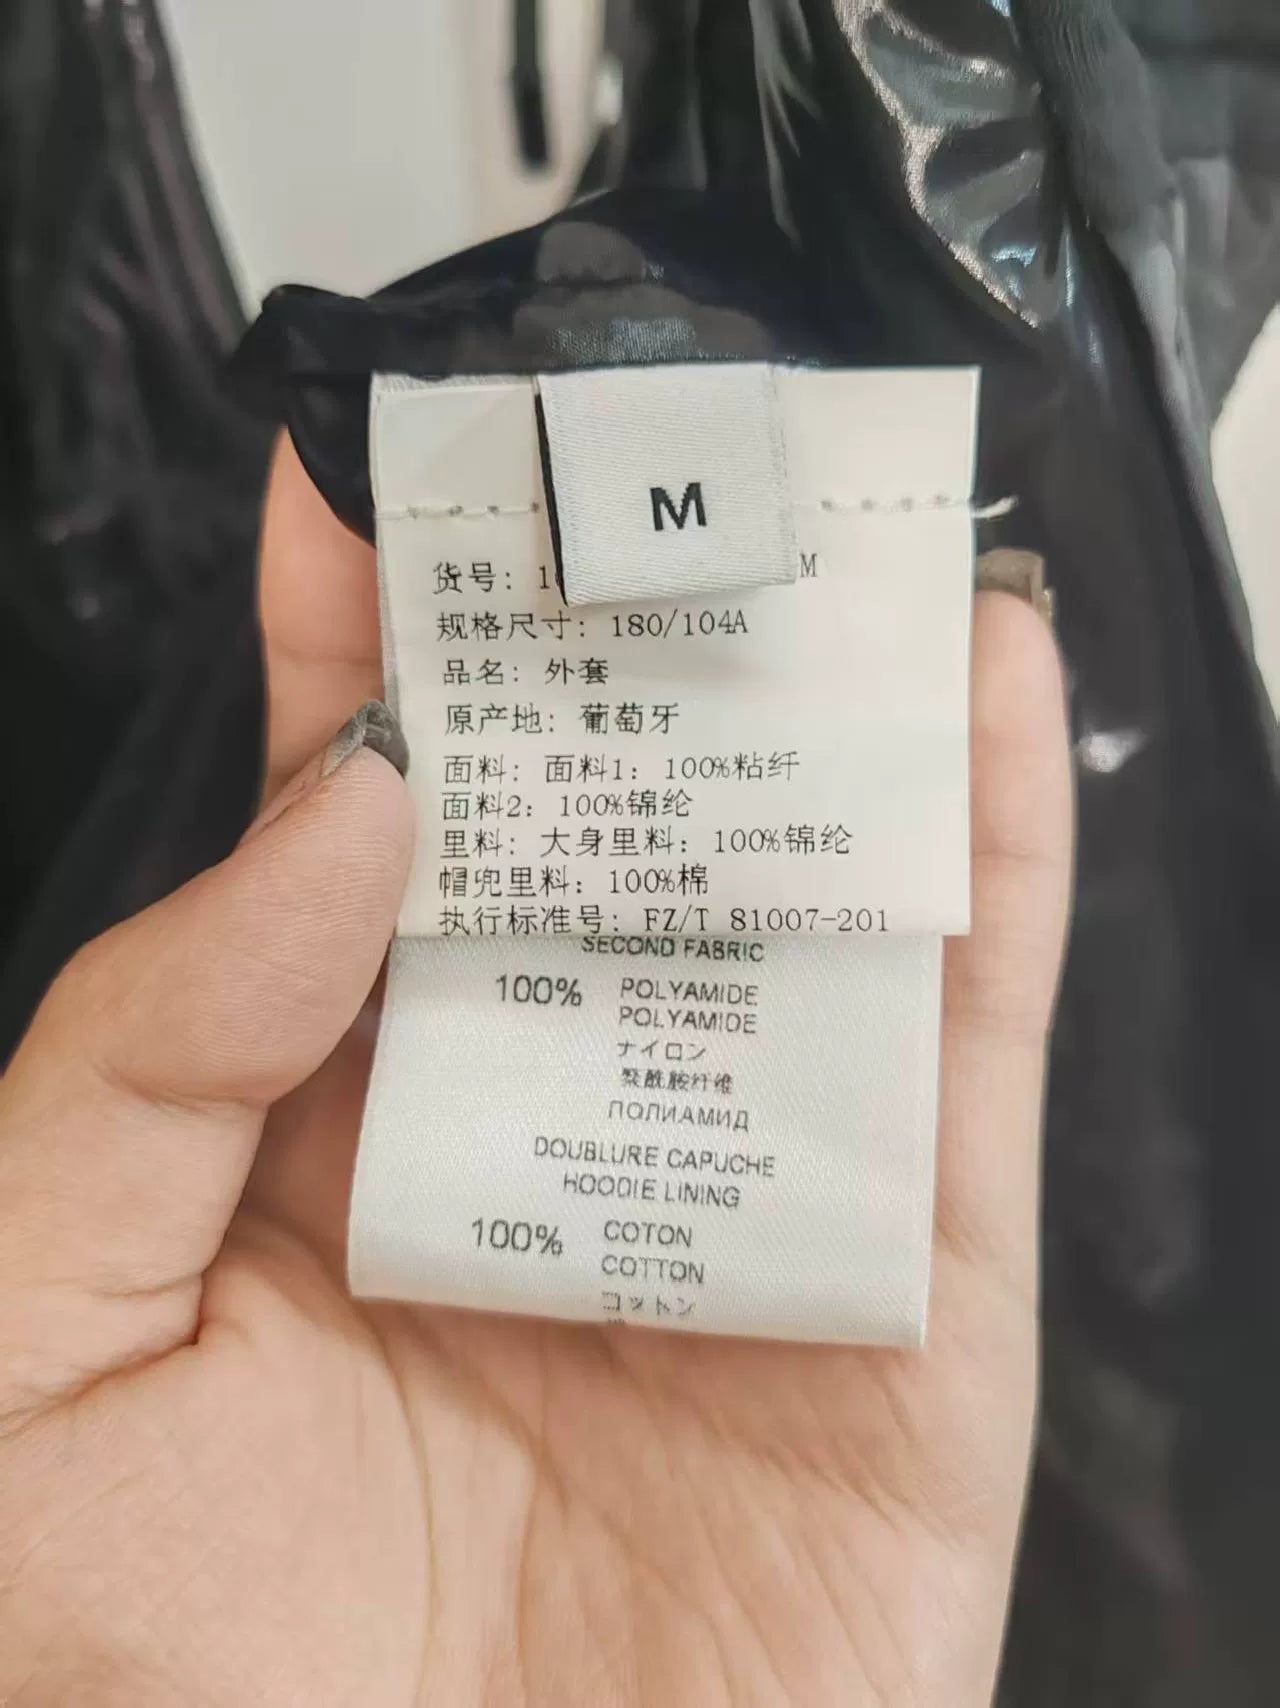 M
货号: 1 M
规格尺寸: 180/104A
品名: 外套
原产地: 葡萄牙
面料: 面料1: 100%粘纤
面料2: 100%锦纶
里料: 大身里料: 100%锦纶
帽兜里料: 100%棉
执行标准号: FZ/T 81007-201
SECOND FABRIC
100% POLYAMIDE
POLYAMIDE
ナイロン
聚酰胺纤维
ПОЛИАМИД
DOUBLURE CAPUCHE
HOODIE LINING
100% COTON
COTTON
コットン